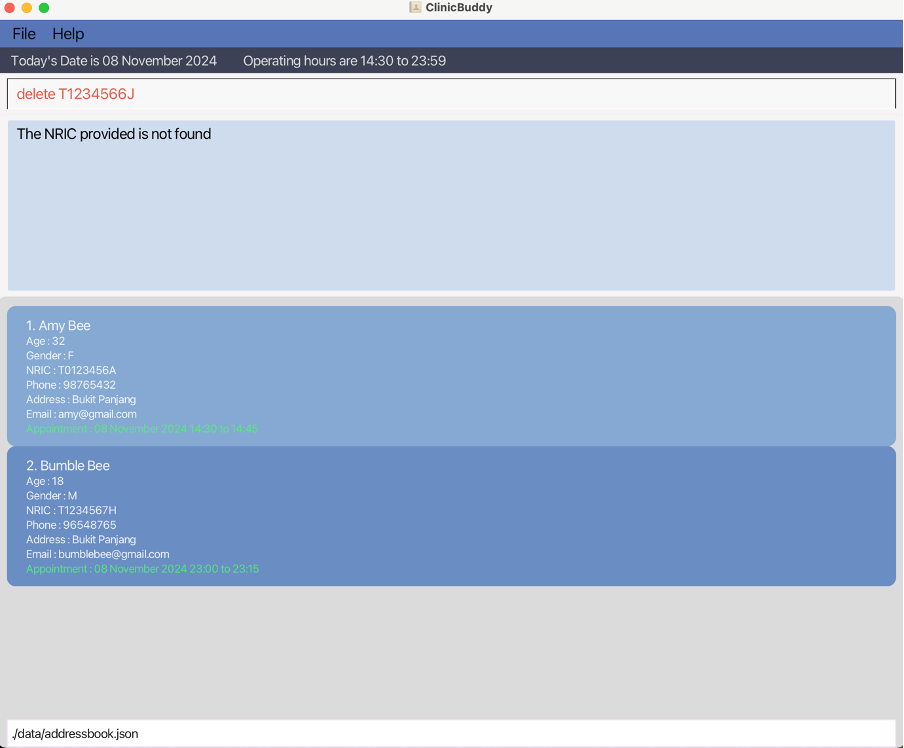 ClinicBuddy
File Help
Today's Date is 08 November 2024 Operating hours are 14:30 to 23:59
delete T1234566J
The NRIC provided is not found
1. Amy Bee
Age : 32
Gender : F
NRIC : T0123456A
Phone : 98765432
Address : Bukit Panjang
Email : amy@gmail.com
Appointment : 08 November 2024 14:30 to 14:45
2. Bumble Bee
Age : 18
Gender : M
NRIC : T1234567H
Phone : 96548765
Address : Bukit Panjang
Email : bumblebee@gmail.com
Appointment : 08 November 2024 23:00 to 23:15
./data/addressbook.json